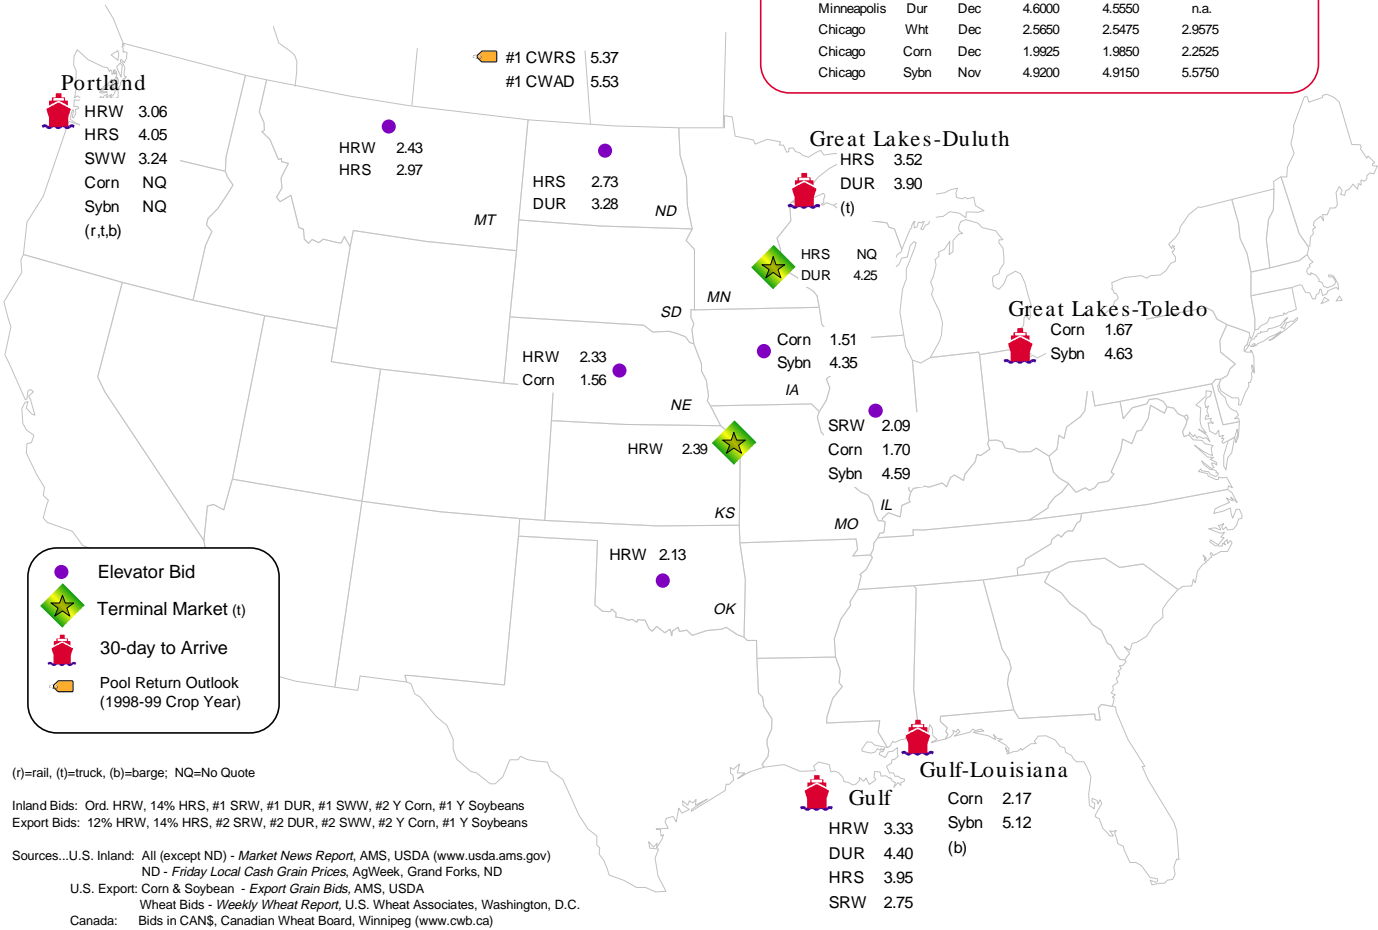 Minneapolis Dur Dec 4.6000 4.5550 n.a.
Chicago Wht Dec 2.5650 2.5475 2.9575
Chicago Corn Dec 1.9925 1.9850 2.2525
Chicago Sybn Nov 4.9200 4.9150 5.5750
#1 CWRS 5.37
#1 CWAD 5.53
Portland
HRW 3.06
HRS 4.05
SWW 3.24
Corn NQ
Sybn NQ
(r,t,b)
HRW 2.43
HRS 2.97
MT
HRS 2.73
DUR 3.28
ND
Great Lakes-Duluth
HRS 3.52
DUR 3.90
(t)
HRS NQ
DUR 4.25
MN
SD
Great Lakes-Toledo
Corn 1.67
Sybn 4.63
HRW 2.33
Corn 1.56
NE
Corn 1.51
Sybn 4.35
IA
SRW 2.09
Corn 1.70
Sybn 4.59
IL
HRW 2.39
KS
MO
HRW 2.13
OK
Elevator Bid
Terminal Market (t)
30-day to Arrive
Pool Return Outlook
(1998-99 Crop Year)
Gulf-Louisiana
Corn 2.17
Sybn 5.12
(b)
Gulf
HRW 3.33
DUR 4.40
HRS 3.95
SRW 2.75
(r)=rail, (t)=truck, (b)=barge; NQ=No Quote
Inland Bids: Ord. HRW, 14% HRS, #1 SRW, #1 DUR, #1 SWW, #2 Y Corn, #1 Y Soybeans
Export Bids: 12% HRW, 14% HRS, #2 SRW, #2 DUR, #2 SWW, #2 Y Corn, #1 Y Soybeans
Sources...U.S. Inland: All (except ND) - Market News Report, AMS, USDA (www.usda.ams.gov)
ND - Friday Local Cash Grain Prices, AgWeek, Grand Forks, ND
U.S. Export: Corn & Soybean - Export Grain Bids, AMS, USDA
Wheat Bids - Weekly Wheat Report, U.S. Wheat Associates, Washington, D.C.
Canada: Bids in CAN$, Canadian Wheat Board, Winnipeg (www.cwb.ca)